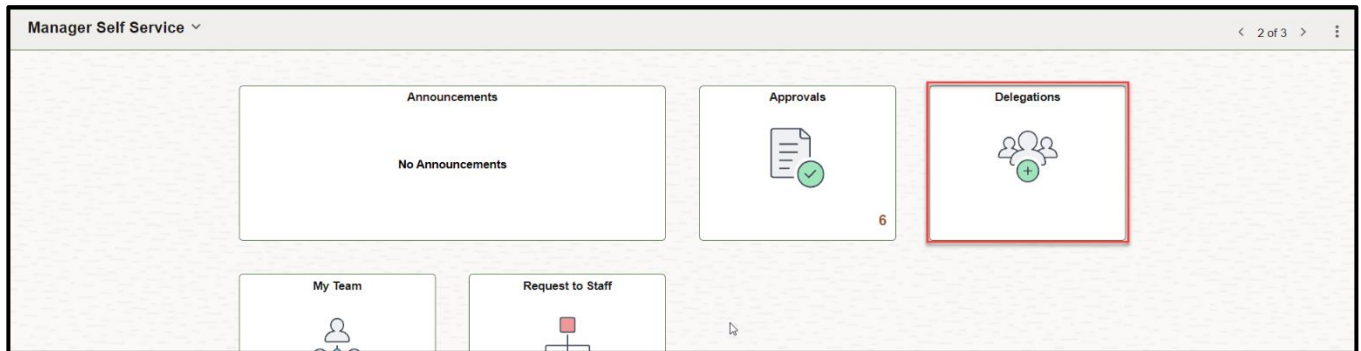 Manager Self Service
2 of 3
Announcements
No Announcements
Approvals
6
Delegations
My Team
Request to Staff